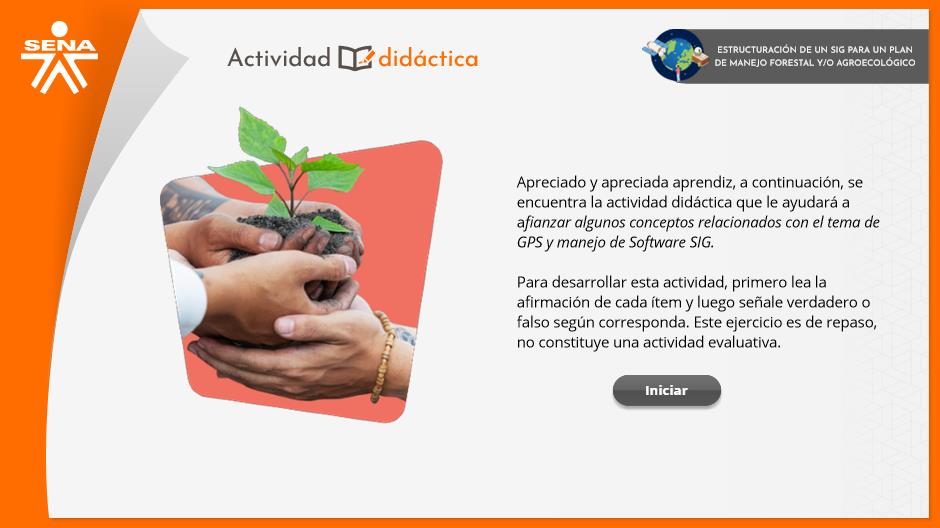 SENA
Actividad didáctica
ESTRUCTURACIÓN DE UN SIG PARA UN PLAN
DE MANEJO FORESTAL Y/O AGROECOLÓGICO
Apreciado y apreciada aprendiz, a continuación, se
encuentra la actividad didáctica que le ayudará a
afianzar algunos conceptos relacionados con el tema de
GPS y manejo de Software SIG.
Para desarrollar esta actividad, primero lea la
afirmación de cada ítem y luego señale verdadero o
falso según corresponda. Este ejercicio es de repaso,
no constituye una actividad evaluativa.
Iniciar